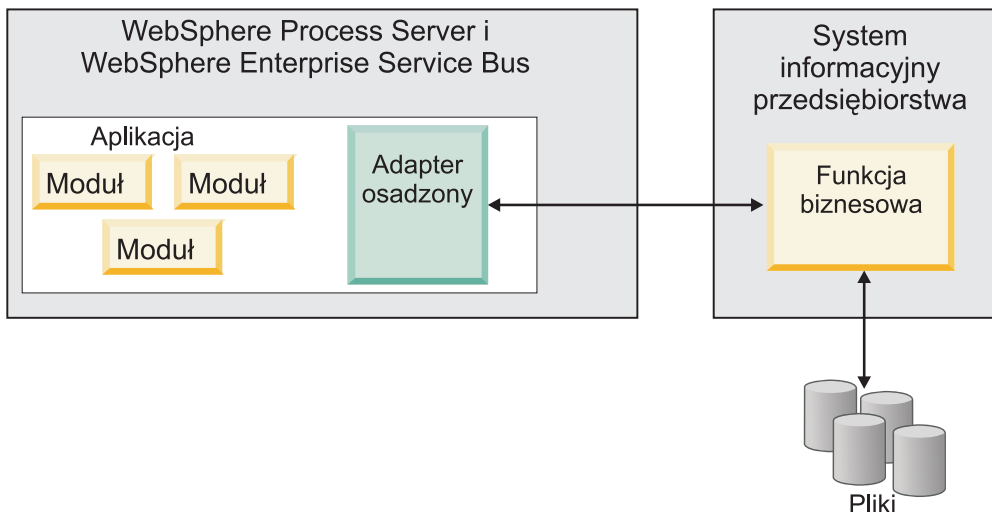 WebSphere Process Server i
WebSphere Enterprise Service Bus
Aplikacja
Moduł
Moduł
Moduł
Adapter
osadzony
System
informacyjny
przedsiębiorstwa
Funkcja
biznesowa
Pliki